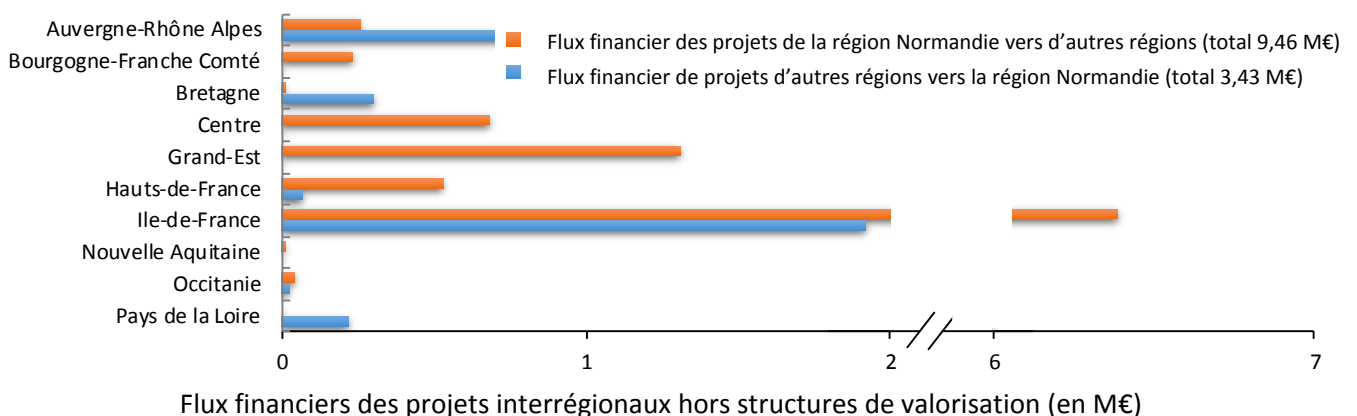 Auvergne-Rhône Alpes
Bourgogne-Franche Comté
Bretagne
Centre
Grand-Est
Hauts-de-France
Ile-de-France
Nouvelle Aquitaine
Occitanie
Pays de la Loire
Flux financier des projets de la région Normandie vers d’autres régions (total 9,46 M€)
Flux financier de projets d’autres régions vers la région Normandie (total 3,43 M€)
0 1 2 6 7
Flux financiers des projets interrégionaux hors structures de valorisation (en M€)